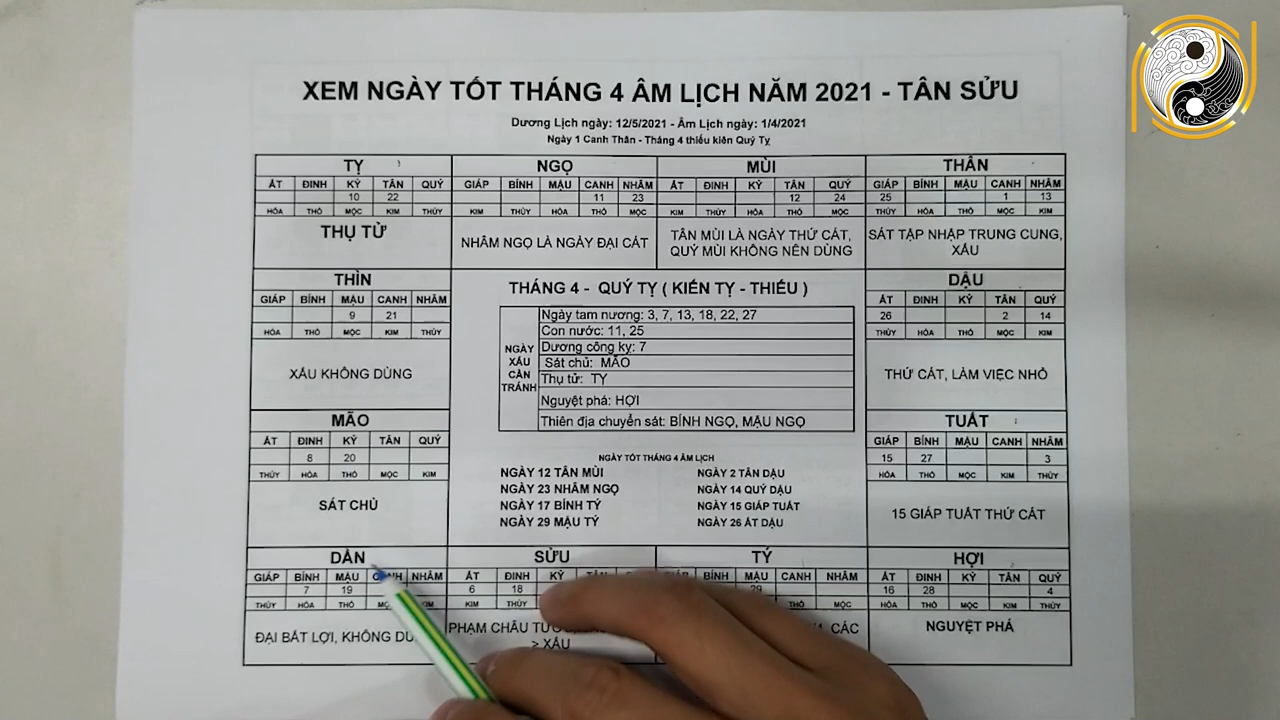 XEM NGÀY TỐT THÁNG 4 ÂM LỊCH NĂM 2021 - TÂN SỬU
Dương Lịch ngày: 12/5/2021 - Âm Lịch ngày: 1/4/2021
Ngày 1 Canh Thân - Tháng 4 thiếu kiên Quý Tỵ
TỴ NGỌ MÙI THÂN
ẤT ĐINH KỶ TÂN QUÝ GIÁP BÍNH MẬU CANH NHÂM ẤT ĐINH KỶ TÂN QUÝ GIÁP BÍNH MẬU CANH NHÂM
10 22 11 23 12 24 25 1 13
HỎA THỔ MỘC KIM THỦY KIM THỦY HỎA THỔ MỘC KIM THỦY HỎA THỔ MỘC HỎA THỔ MỘC KIM
THỤ TỬ
NHÂM NGỌ LÀ NGÀY ĐẠI CÁT
TÂN MÙI LÀ NGÀY THỨ CÁT,
QUÝ MÙI KHÔNG NÊN DÙNG
SÁT TẬP NHẬP TRUNG CUNG,
XẤU
THÌN
GIÁP BÍNH MẬU CANH NHÂM
9 21
HỎA THỔ MỘC KIM THỦY
XẤU KHÔNG DÙNG
THÁNG 4 - QUÝ TỴ ( KIẾN TỴ - THIẾU )
NGÀY
XẤU
CẦN
TRÁNH
Ngày tam nương: 3, 7, 13, 18, 22, 27
Con nước: 11, 25
Dương công kỵ: 7
Sát chủ: MÃO
Thụ tử: TỴ
Nguyệt phá: HỢI
Thiên địa chuyển sát: BÍNH NGỌ, MẬU NGỌ
DẬU
ẤT ĐINH KỶ TÂN QUÝ
26 2 14
THỦY HỎA THỔ MỘC KIM
THỨ CÁT, LÀM VIỆC NHỎ
MÃO
ẤT ĐINH KỶ TÂN QUÝ
8 20
THỦY HỎA THỔ MỘC KIM
SÁT CHỦ
NGÀY TỐT THÁNG 4 ÂM LỊCH
NGÀY 12 TÂN MÙI NGÀY 2 TÂN DẬU
NGÀY 23 NHÂM NGỌ NGÀY 14 QUÝ DẬU
NGÀY 17 BÍNH TÝ NGÀY 15 GIÁP TUẤT
NGÀY 29 MẬU TÝ NGÀY 26 ẤT DẬU
TUẤT
GIÁP BÍNH MẬU CANH NHÂM
15 27 3
HỎA THỔ MỘC KIM THỦY
15 GIÁP TUẤT THỨ CÁT
DẦN SỬU TÝ HỢI
GIÁP BÍNH MẬU NHÂM ẤT ĐINH KỶ BÍNH MẬU CANH NHÂM ẤT ĐINH KỶ TÂN QUÝ
7 19 6 18 29 16 28 4
THỦY HỎA THỔ KIM KIM THỦY THỔ MỘC HỎA THỔ MỘC KIM THỦY
ĐẠI BẤT LỢI, KHÔNG
PHẠM CHÂU
> XẤU
CÁC
NGUYỆT PHÁ